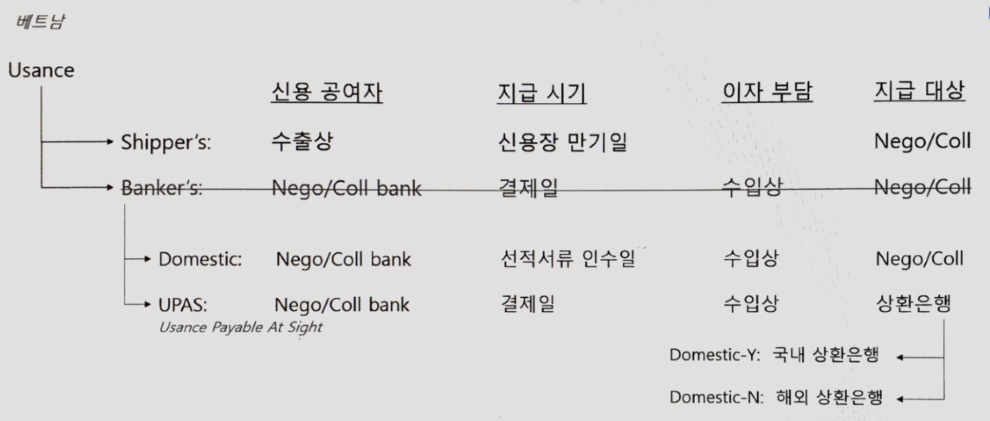 베트남
Usance
신용 공여자 지급 시기 이자 부담 지급 대상
Shipper's: 수출상 신용장 만기일 Nego/Coll
Banker's: Nego/Coll bank 결제일 수입상 Nego/Coll
Domestic: Nego/Coll bank 선적서류 인수일 수입상 Nego/Coll
UPAS: Nego/Coll bank 결제일 수입상 상환은행
Usance Payable At Sight
Domestic-Y: 국내 상환은행
Domestic-N: 해외 상환은행